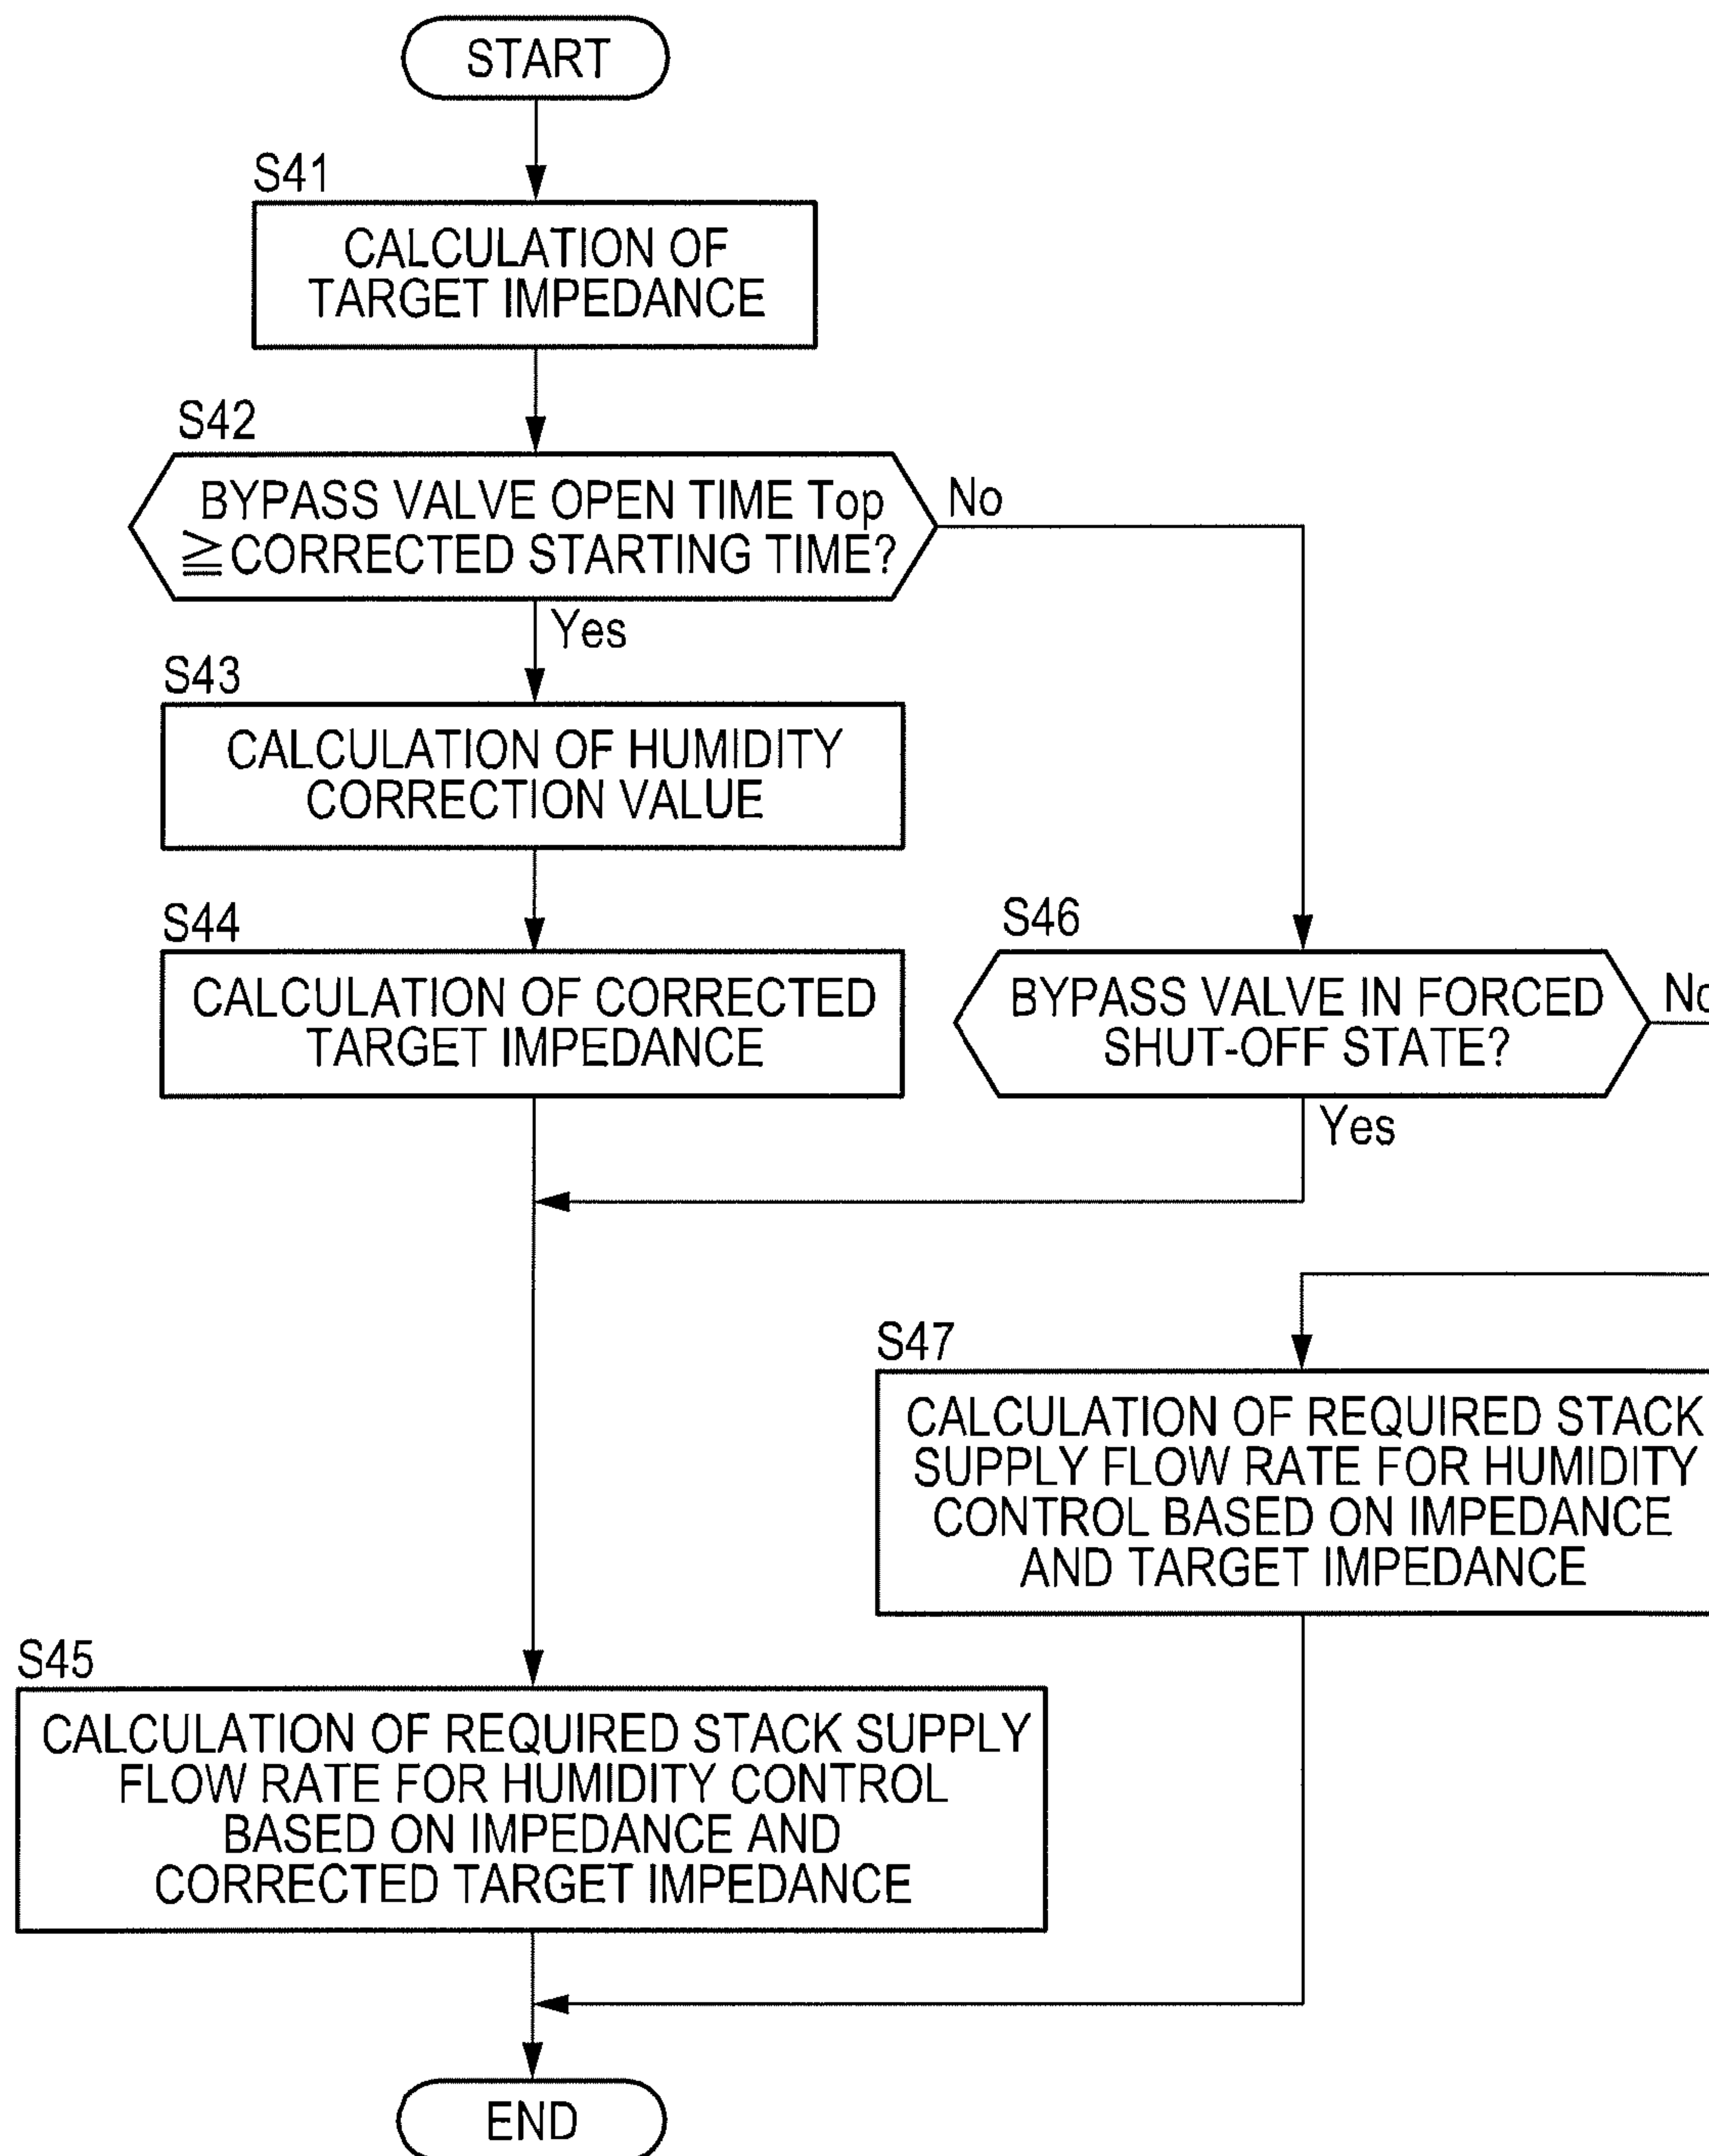 START
S41
CALCULATION OF
TARGET IMPEDANCE
S42
BYPASS VALVE OPEN TIME Top
≧CORRECTED STARTING TIME?
No
Yes
S43
CALCULATION OF HUMIDITY
CORRECTION VALUE
S44
CALCULATION OF CORRECTED
TARGET IMPEDANCE
S46
BYPASS VALVE IN FORCED
SHUT-OFF STATE?
No
Yes
S47
CALCULATION OF REQUIRED STACK
SUPPLY FLOW RATE FOR HUMIDITY
CONTROL BASED ON IMPEDANCE
AND TARGET IMPEDANCE
S45
CALCULATION OF REQUIRED STACK SUPPLY
FLOW RATE FOR HUMIDITY CONTROL
BASED ON IMPEDANCE AND
CORRECTED TARGET IMPEDANCE
END